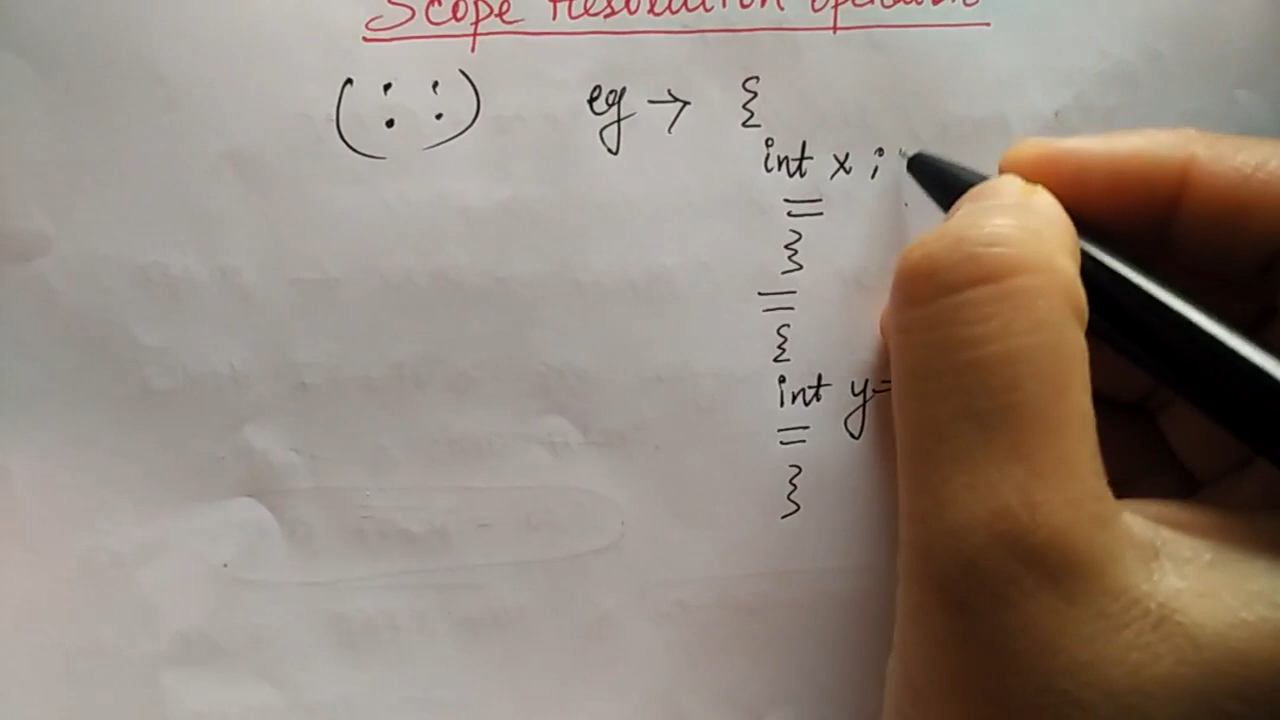 Scope Resolution operator
(::) eg → {
int x ;
=
}
=
{
int y=
=
}